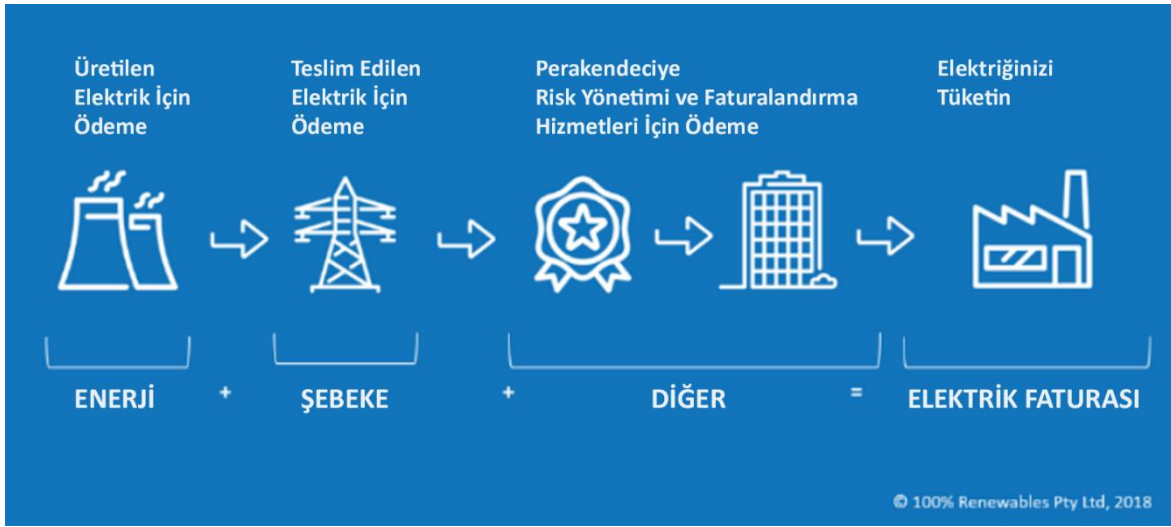 Üretilen
Elektrik İçin
Ödeme
Teslim Edilen
Elektrik İçin
Ödeme
Perakendeciye
Risk Yönetimi ve Faturalandırma
Hizmetleri İçin Ödeme
Elektriğinizi
Tüketin
ENERJİ + ŞEBEKE + DİĞER = ELEKTRİK FATURASI
© 100% Renewables Pty Ltd, 2018